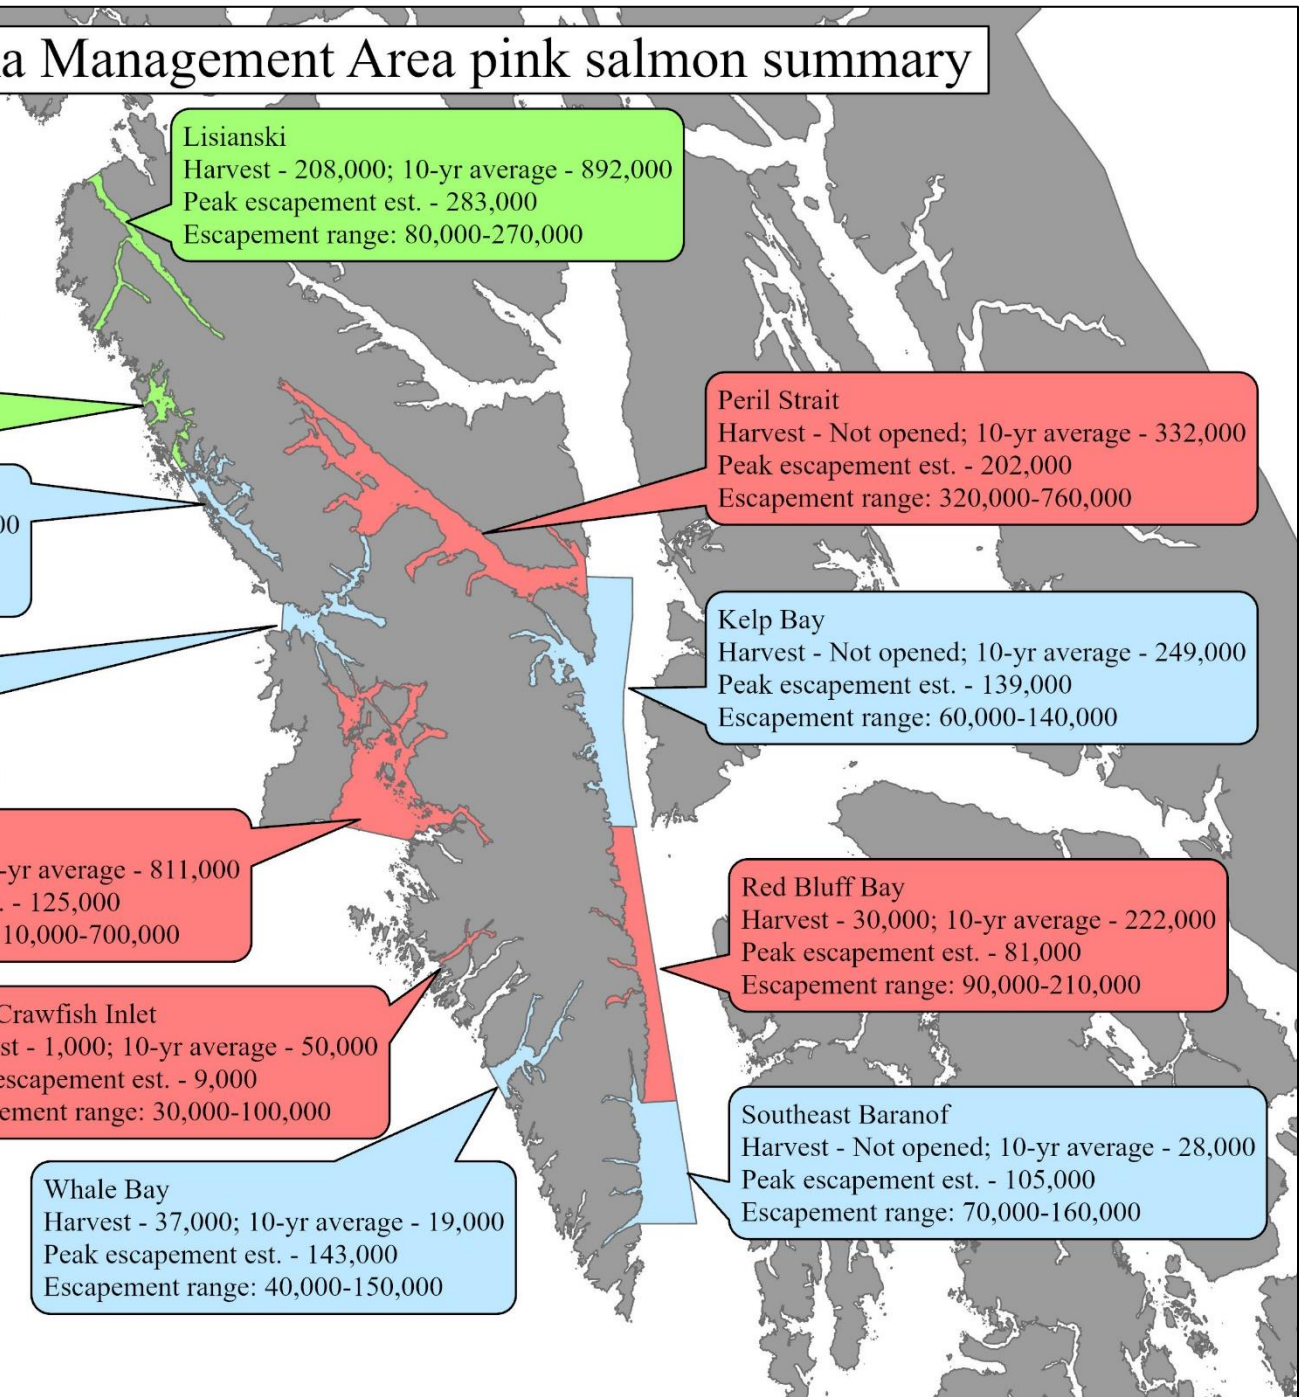 Management Area pink salmon summary
Lisianski
Harvest - 208,000; 10-yr average - 892,000
Peak escapement est. - 283,000
Escapement range: 80,000-270,000
Peril Strait
Harvest - Not opened; 10-yr average - 332,000
Peak escapement est. - 202,000
Escapement range: 320,000-760,000
Kelp Bay
Harvest - Not opened; 10-yr average - 249,000
Peak escapement est. - 139,000
Escapement range: 60,000-140,000
-yr average - 811,000
. - 125,000
10,000-700,000
Red Bluff Bay
Harvest - 30,000; 10-yr average - 222,000
Peak escapement est. - 81,000
Escapement range: 90,000-210,000
Crawfish Inlet
st - 1,000; 10-yr average - 50,000
escapement est. - 9,000
ement range: 30,000-100,000
Southeast Baranof
Harvest - Not opened; 10-yr average - 28,000
Peak escapement est. - 105,000
Escapement range: 70,000-160,000
Whale Bay
Harvest - 37,000; 10-yr average - 19,000
Peak escapement est. - 143,000
Escapement range: 40,000-150,000